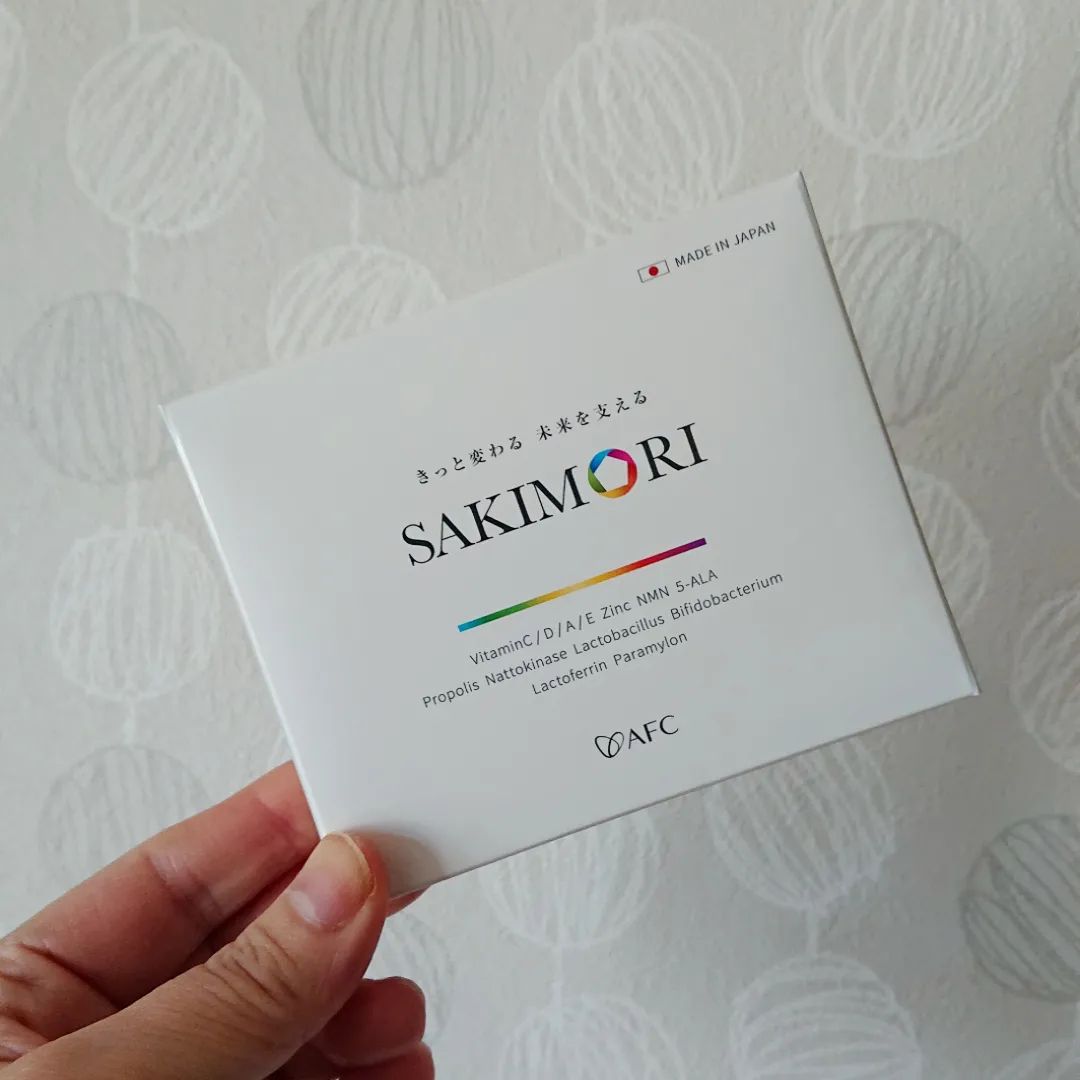 MADE IN JAPAN
きっと変わる 未来を支える
SAKIMORI
VitaminC/D/A/E Zinc NMN 5-ALA
Propolis Nattokinase Lactobacillus Bifidobacterium
Lactoferrin Paramylon
AFC